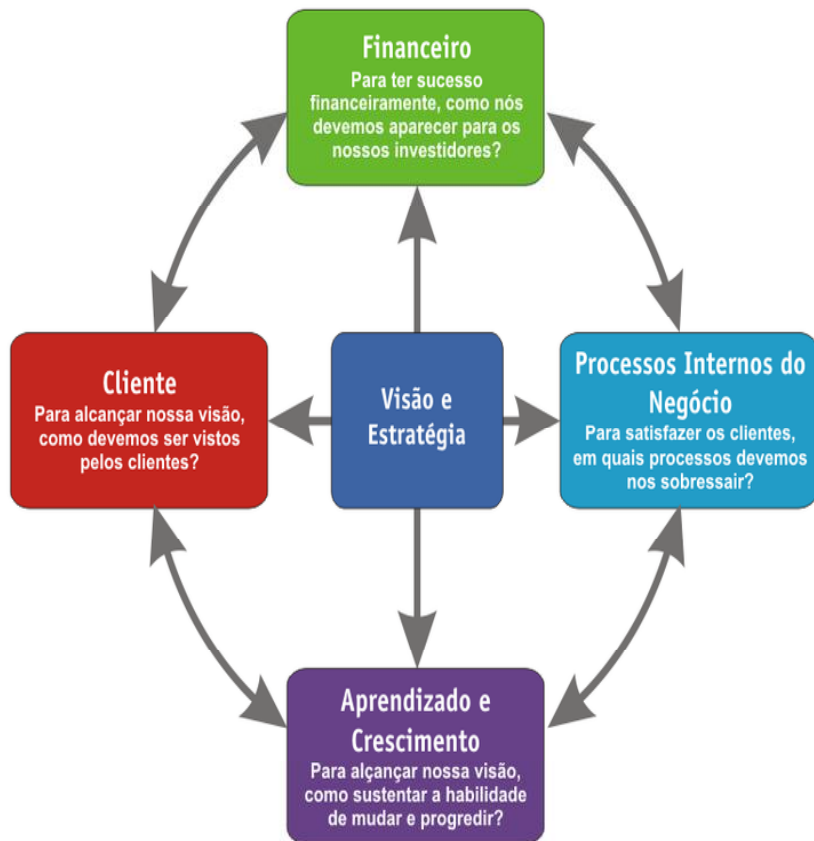 Financeiro
Para ter sucesso
financeiramente, como nós
devemos aparecer para os
nossos investidores?
Cliente
Para alcançar nossa visão,
como devemos ser vistos
pelos clientes?
Visão e
Estratégia
Processos Internos do
Negócio
Para satisfazer os clientes,
em quais processos devemos
nos sobressair?
Aprendizado e
Crescimento
Para alçançar nossa visão,
como sustentar a habilidade
de mudar e progredir?